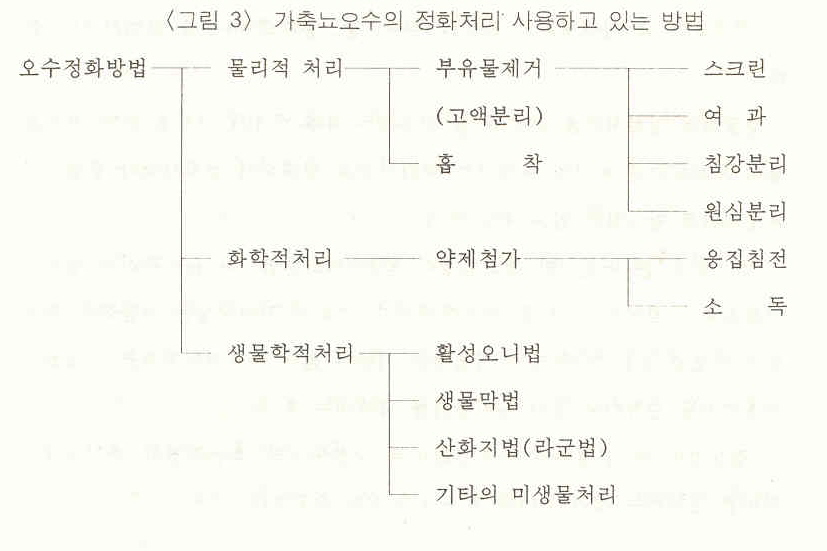 〈그림 3〉 가축뇨오수의 정화처리 사용하고 있는 방법
오수정화방법 물리적 처리 부유물제거 스크린
(고액분리) 여 과
흡 착 침강분리
원심분리
화학적처리 약제첨가 응집침전
소 독
생물학적처리 활성오니법
생물막법
산화지법(라군법)
기타의 미생물처리